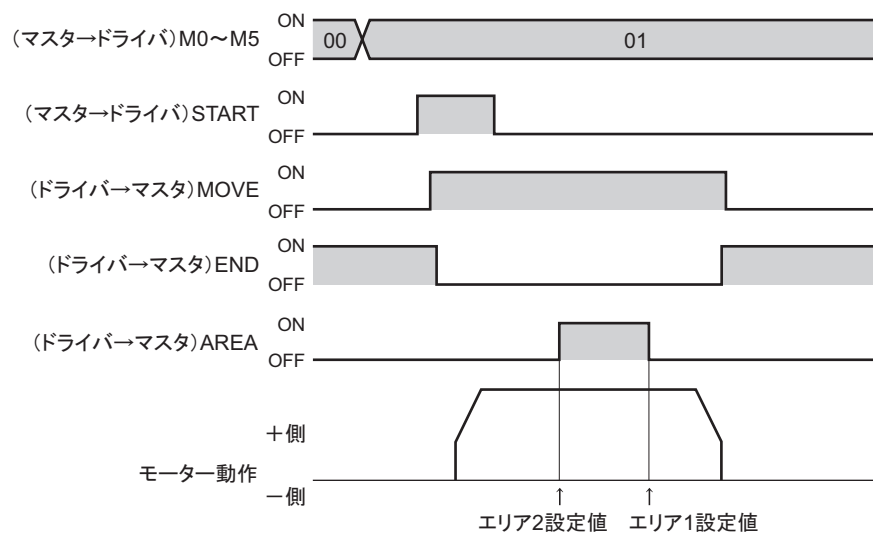 ON
(マスタ→ドライバ)M0～M5 00 01
OFF
ON
(マスタ→ドライバ)START
OFF
ON
(ドライバ→マスタ)MOVE
OFF
ON
(ドライバ→マスタ)END
OFF
ON
(ドライバ→マスタ)AREA
OFF
＋側
モーター動作
－側
↑ ↑
エリア2設定値 エリア1設定値